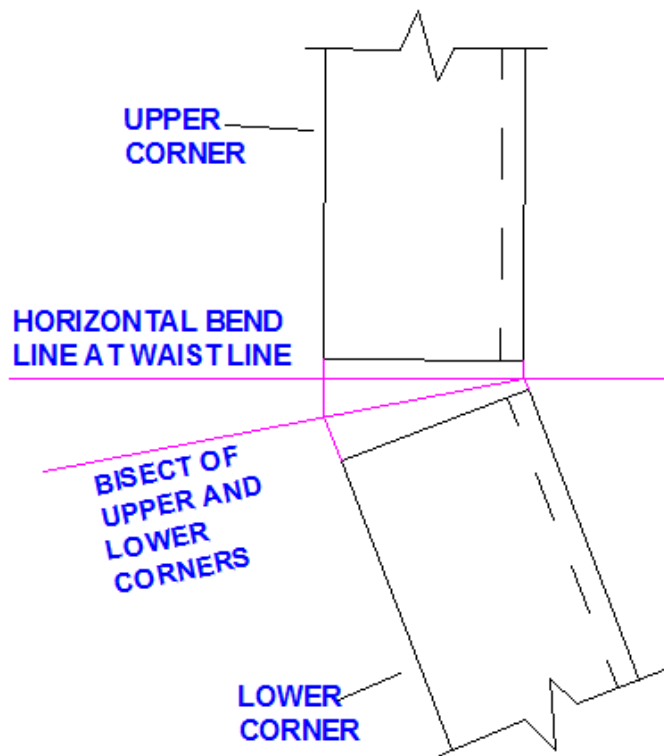 UPPER
CORNER
HORIZONTAL BEND
LINE AT WAIST LINE
BISECT OF
UPPER AND
LOWER
CORNERS
LOWER
CORNER